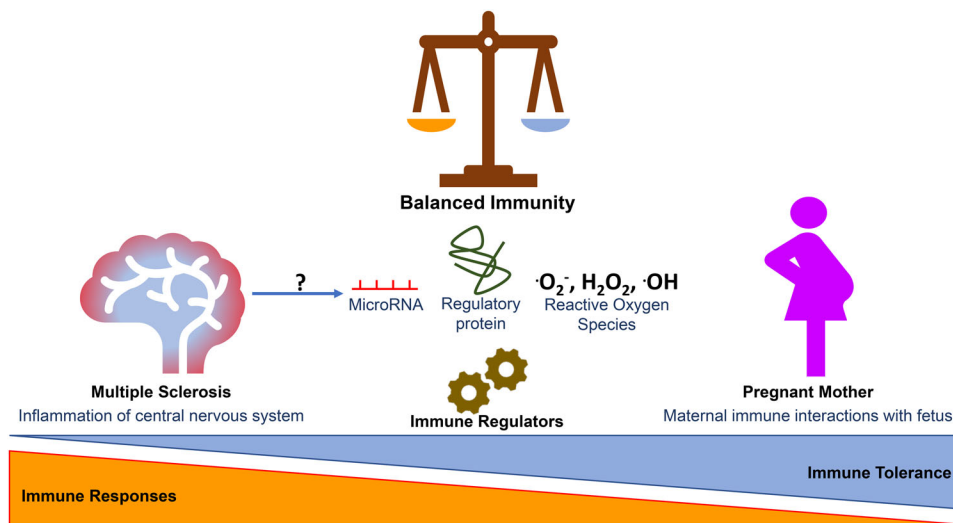 Balanced Immunity
?
MicroRNA
Regulatory
protein
·O₂⁻, H₂O₂, ·OH
Reactive Oxygen
Species
Multiple Sclerosis
Inflammation of central nervous system
Immune Regulators
Pregnant Mother
Maternal immune interactions with fetus
Immune Tolerance
Immune Responses